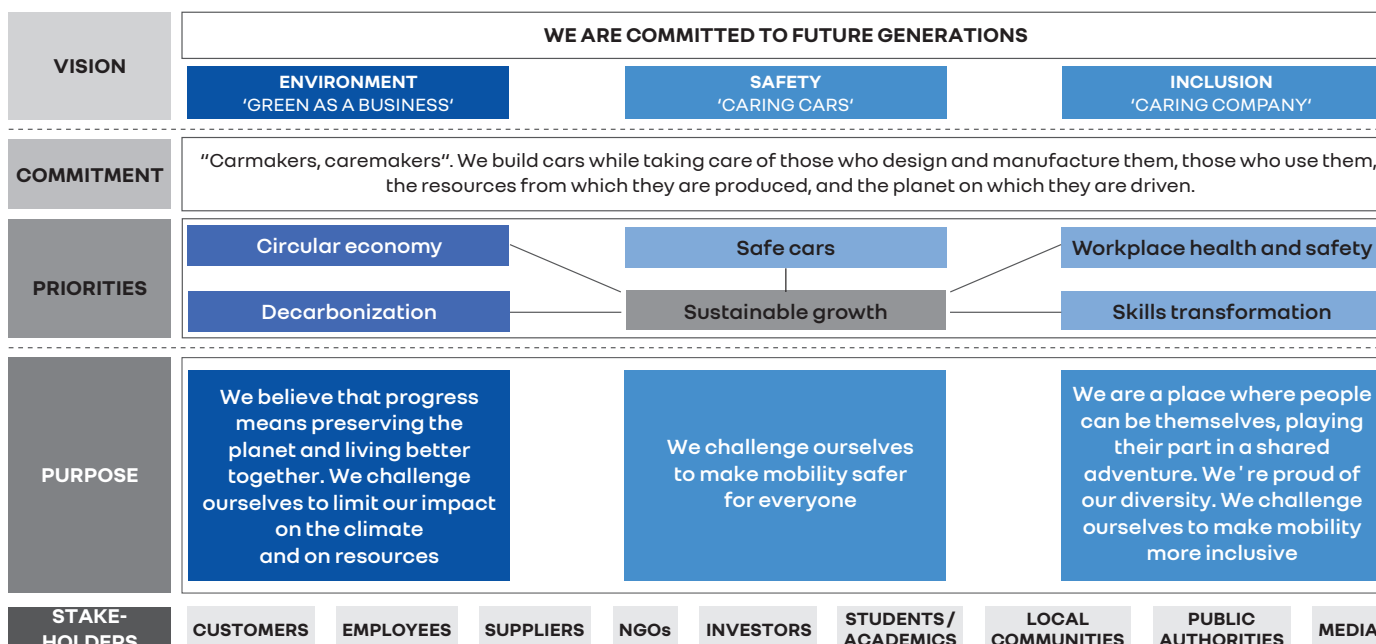 VISION
WE ARE COMMITTED TO FUTURE GENERATIONS
ENVIRONMENT
‘GREEN AS A BUSINESS‘
SAFETY
‘CARING CARS‘
INCLUSION
‘CARING COMPANY‘
COMMITMENT
“Carmakers, caremakers“. We build cars while taking care of those who design and manufacture them, those who use them,
the resources from which they are produced, and the planet on which they are driven.
PRIORITIES
Circular economy
Safe cars
Workplace health and safety
Decarbonization
Sustainable growth
Skills transformation
PURPOSE
We believe that progress
means preserving the
planet and living better
together. We challenge
ourselves to limit our impact
on the climate
and on resources
We challenge ourselves
to make mobility safer
for everyone
We are a place where people
can be themselves, playing
their part in a shared
adventure. We ' re proud of
our diversity. We challenge
ourselves to make mobility
more inclusive
STAKE-
HOLDERS
CUSTOMERS
EMPLOYEES
SUPPLIERS
NGOs
INVESTORS
STUDENTS /
ACADEMICS
LOCAL
COMMUNITIES
PUBLIC
AUTHORITIES
MEDIA